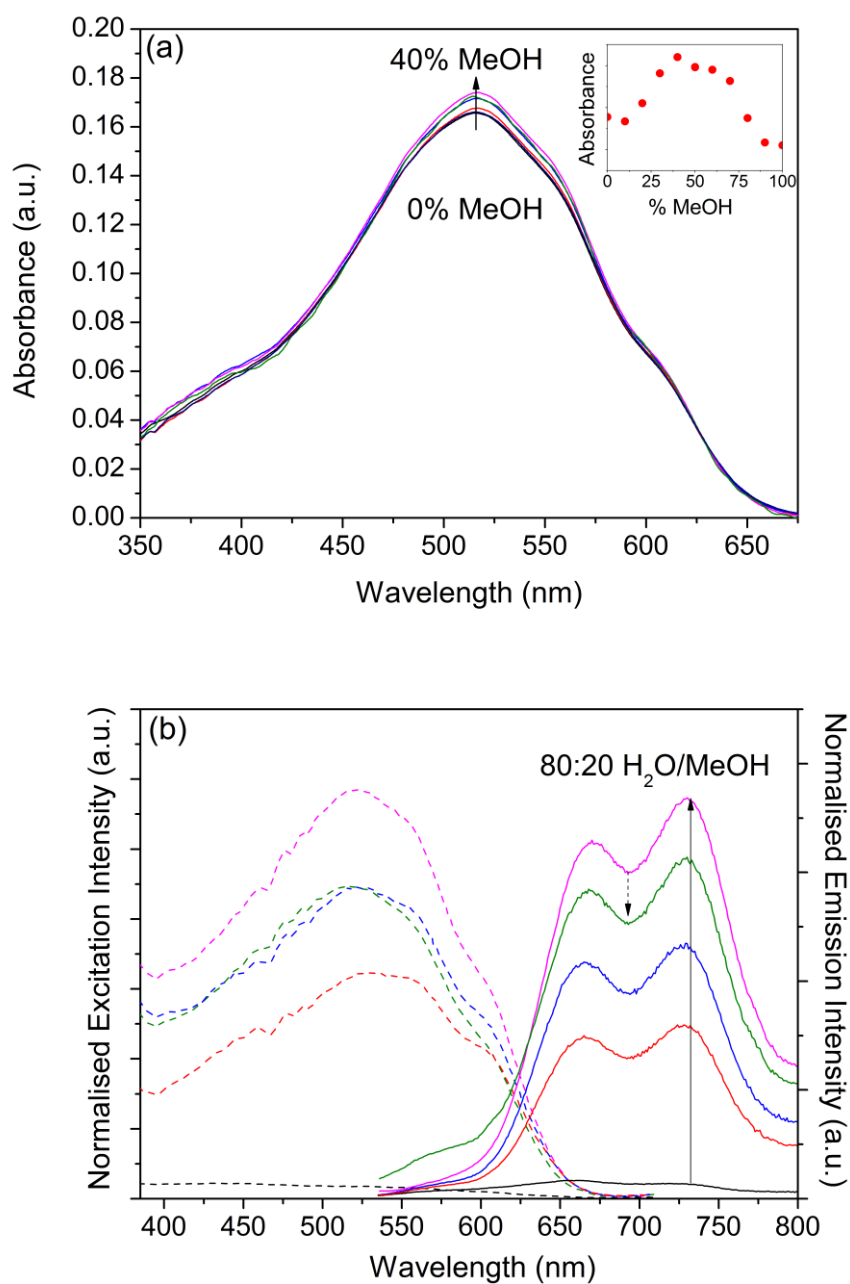 (a)
40% MeOH
0% MeOH
0.20
0.18
0.16
0.14
0.12
0.10
0.08
0.06
0.04
0.02
0.00
Absorbance (a.u.)
350 400 450 500 550 600 650
Wavelength (nm)
Absorbance
0 25 50 75 100
% MeOH
(b)
80:20 H₂O/MeOH
Normalised Excitation Intensity (a.u.)
Normalised Emission Intensity (a.u.)
400 450 500 550 600 650 700 750 800
Wavelength (nm)